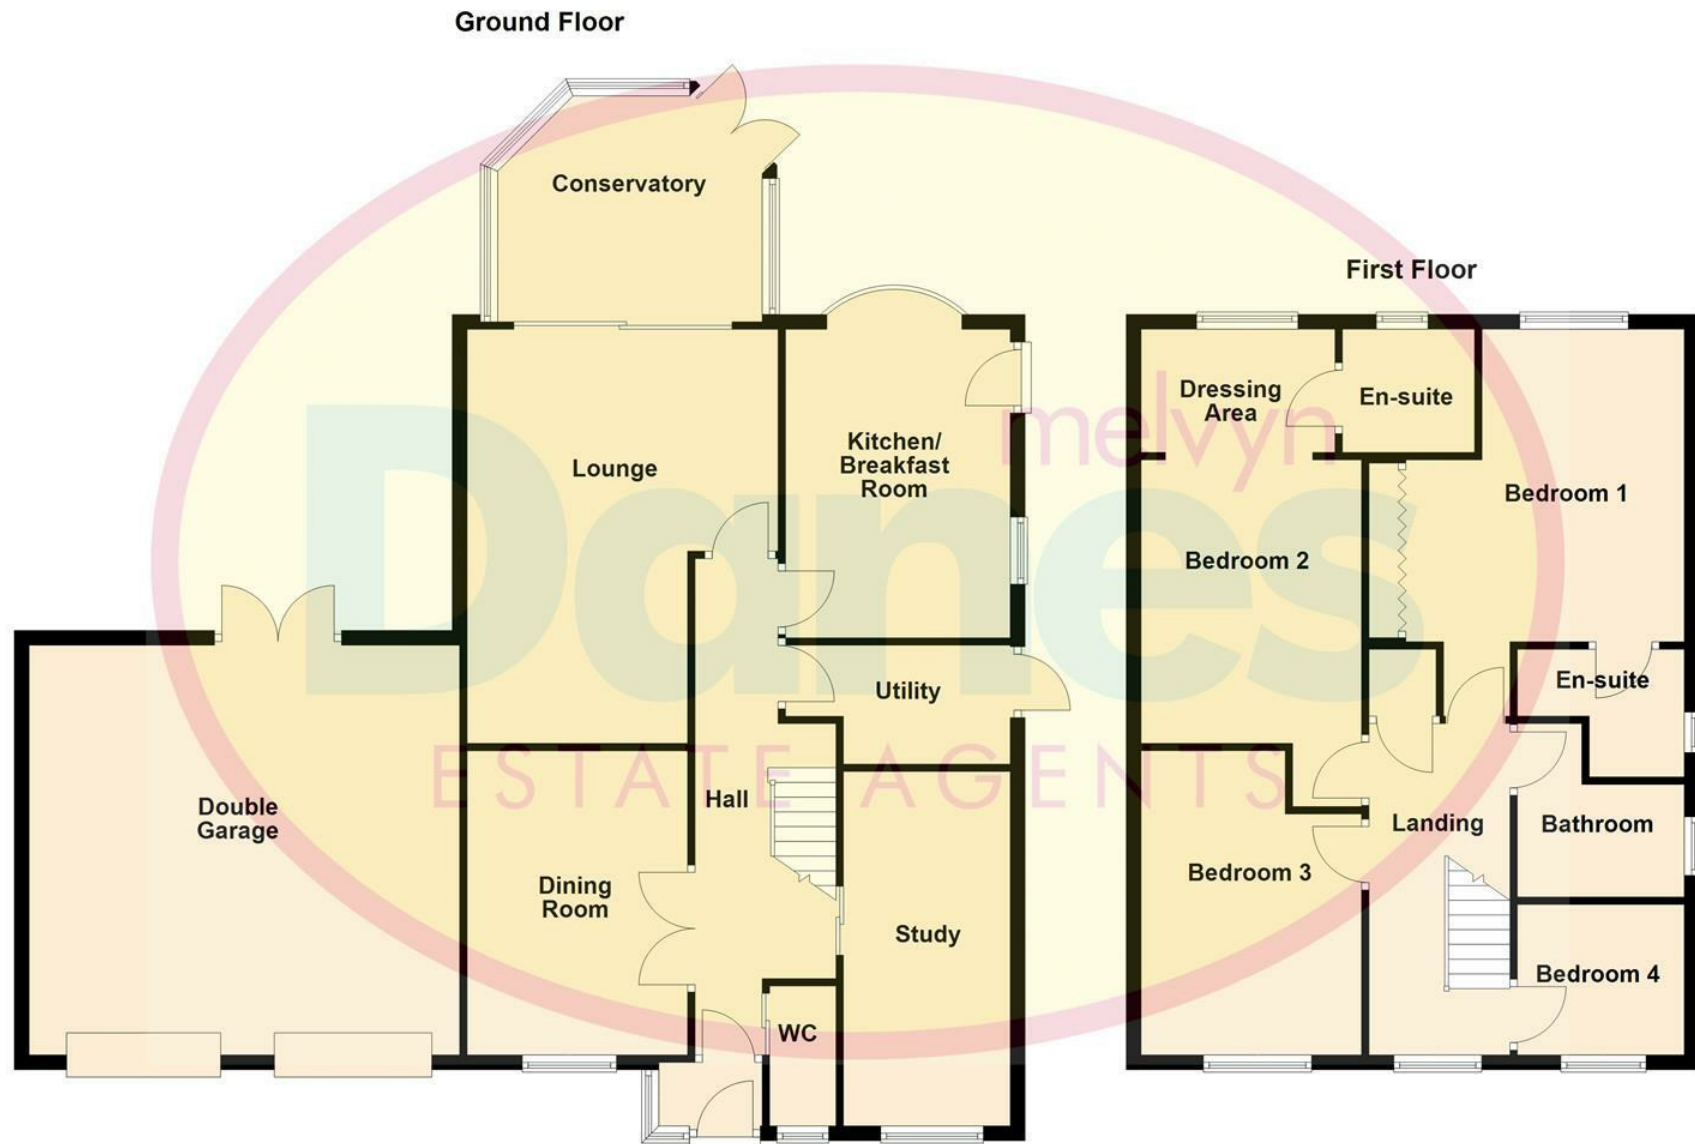 Ground Floor
Conservatory
Lounge
Kitchen/
Breakfast
Room
Utility
Double
Garage
Hall
Dining
Room
Study
WC
First Floor
Dressing
Area
En-suite
Bedroom 1
Bedroom 2
En-suite
Landing
Bathroom
Bedroom 3
Bedroom 4
melvyn
Danes
ESTATE AGENTS